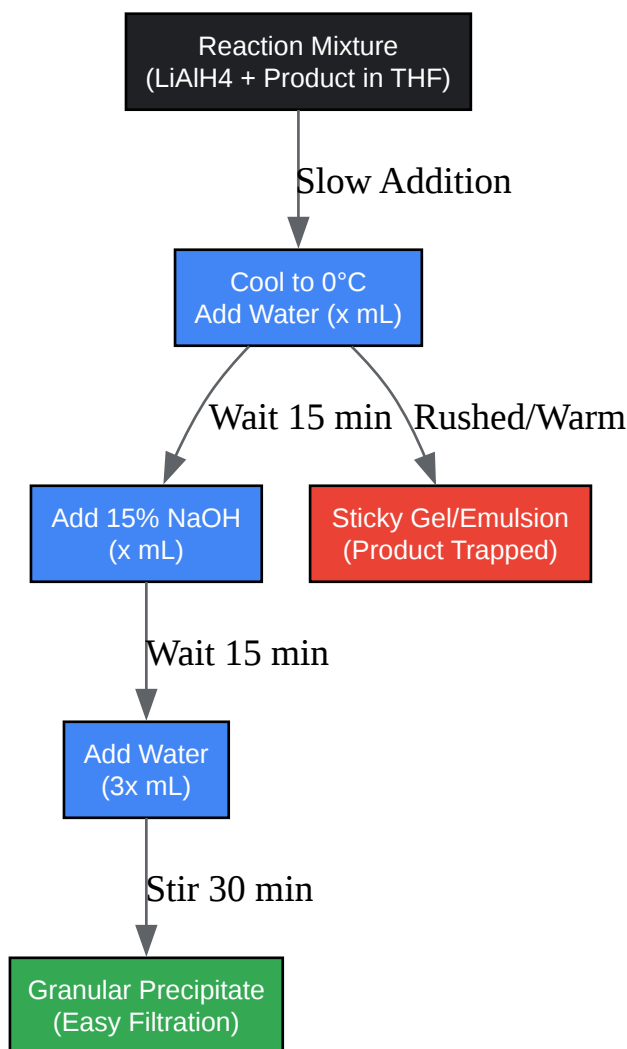 Reaction Mixture
(LiAlH4 + Product in THF)
Slow Addition
Cool to 0°C
Add Water (x mL)
Wait 15 min
Rushed/Warm
Add 15% NaOH
(x mL)
Sticky Gel/Emulsion
(Product Trapped)
Wait 15 min
Add Water
(3x mL)
Stir 30 min
Granular Precipitate
(Easy Filtration)